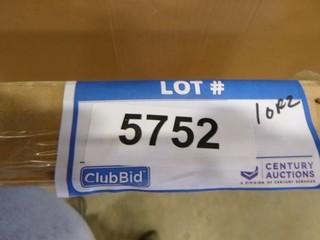 LOT #
1 of 2
5752
ClubBid
CENTURY
AUCTIONS
A DIVISION OF CENTURY SERVICES